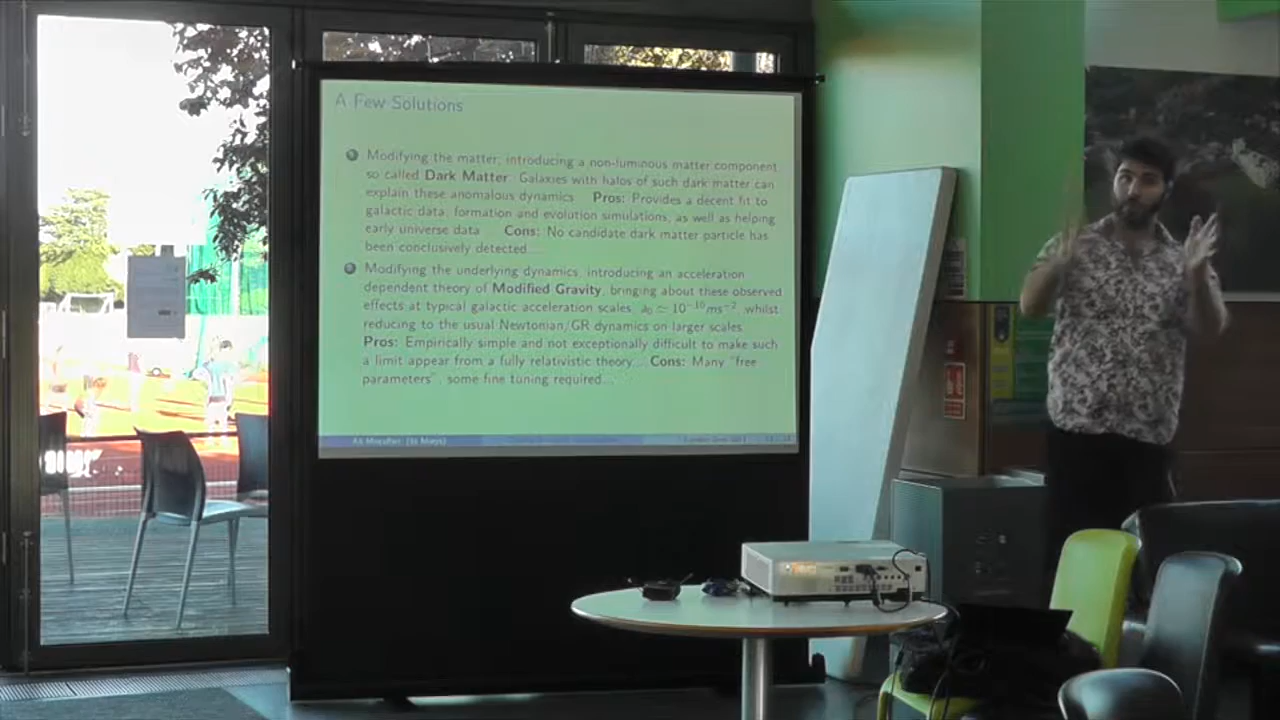 A Few Solutions
1 Modifying the matter, introducing a non-luminous matter component
so called Dark Matter. Galaxies with halos of such dark matter can
explain these anomalous dynamics Pros: Provides a decent fit to
galactic data, formation and evolution simulations, as well as helping
early universe data Cons: No candidate dark matter particle has
been conclusively detected...
2 Modifying the underlying dynamics, introducing an acceleration
dependent theory of Modified Gravity, bringing about these observed
effects at typical galactic acceleration scales, a₀ ≃ 10⁻¹⁰ms⁻², whilst
reducing to the usual Newtonian/GR dynamics on larger scales
Pros: Empirically simple and not exceptionally difficult to make such
a limit appear from a fully relativistic theory... Cons: Many "free
parameters", some fine tuning required...